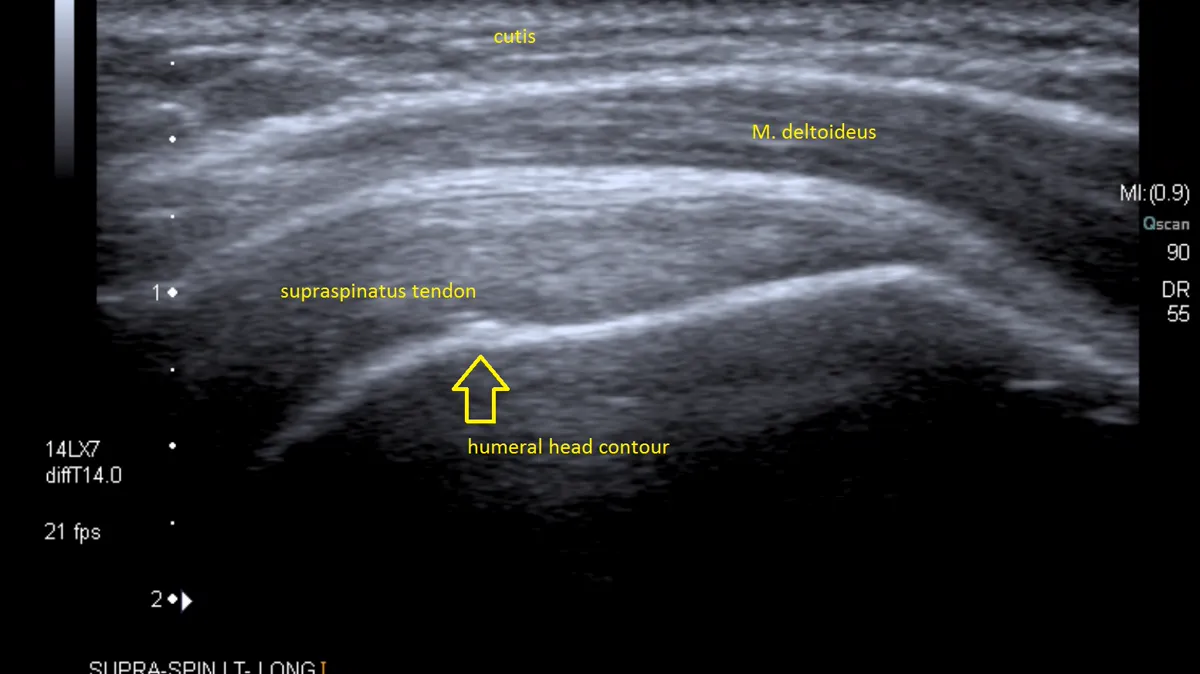 cutis
M. deltoideus
MI:(0.9)
Qscan
90
DR
55
supraspinatus tendon
1
humeral head contour
14LX7
diffT14.0
21 fps
2
SUPRA-SPIN LT- LONG